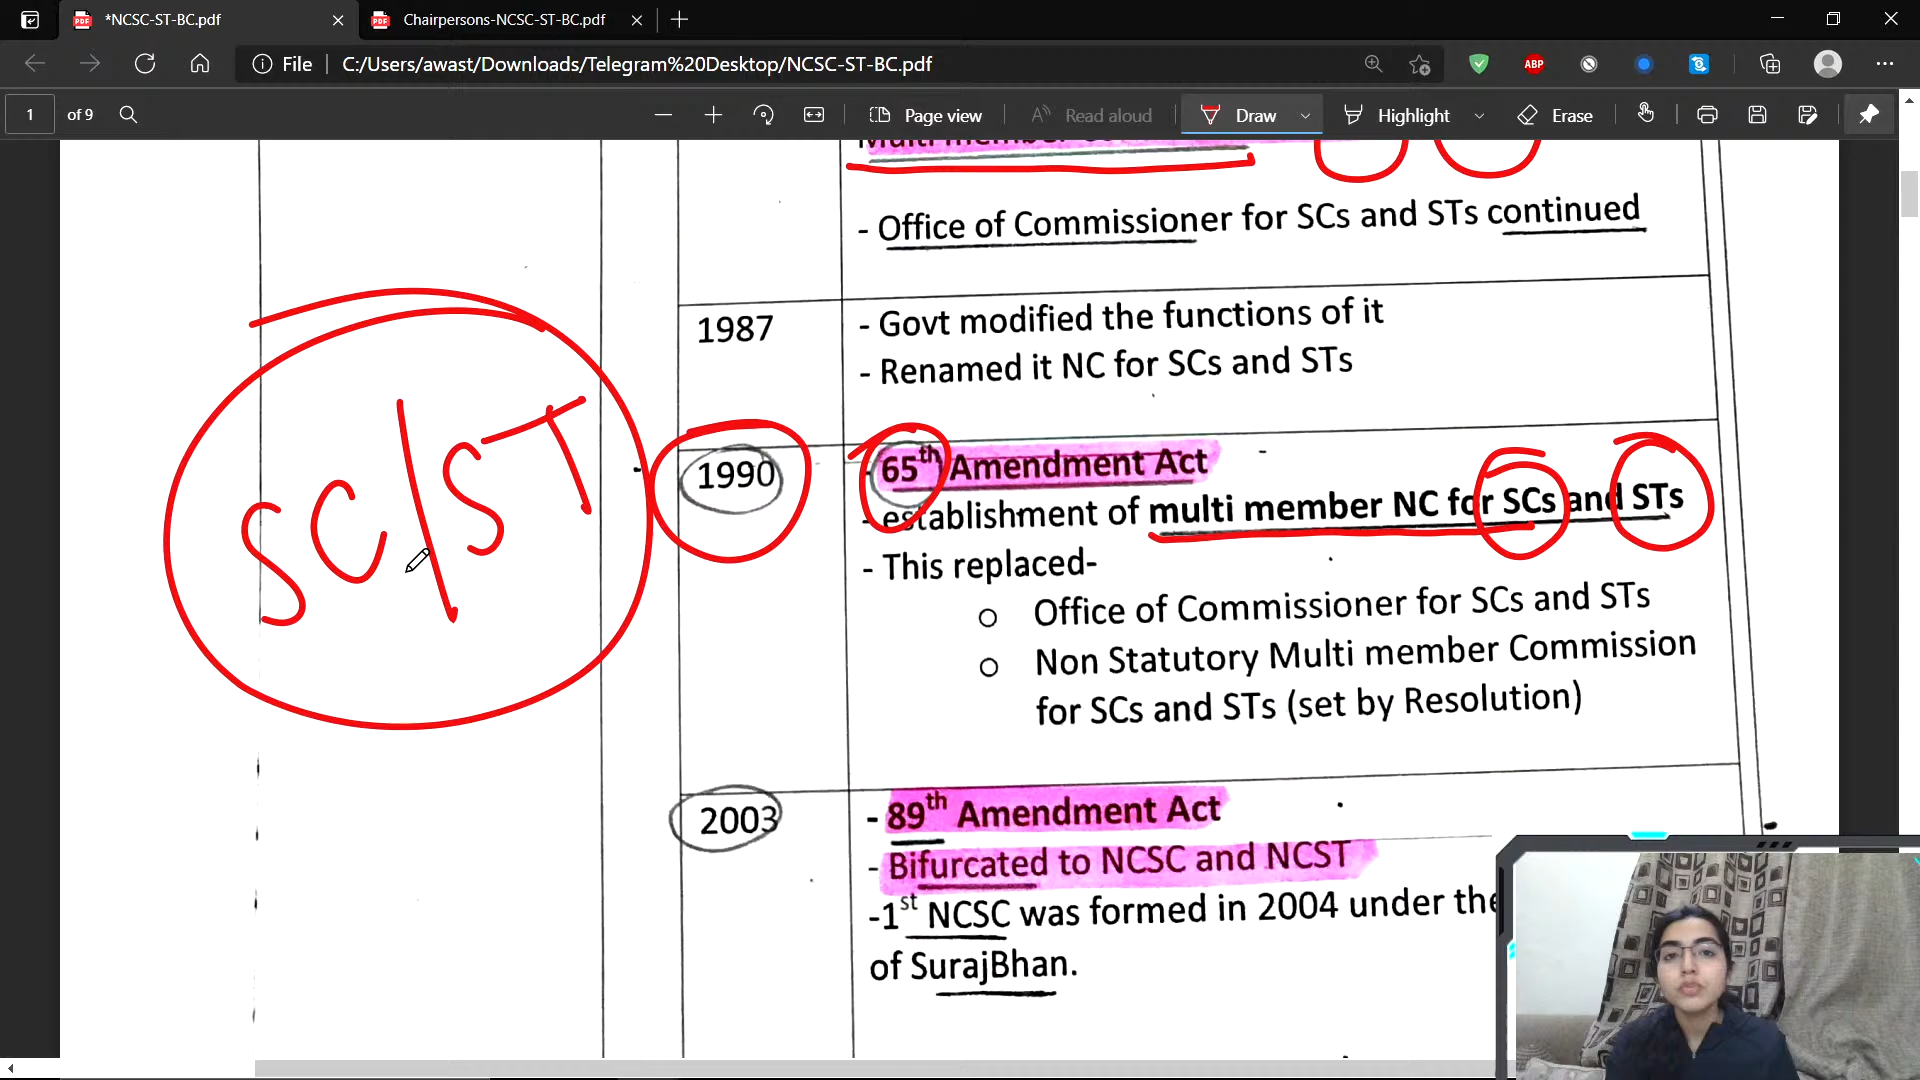 *NCSC-ST-BC.pdf
Chairpersons-NCSC-ST-BC.pdf
File
C:/Users/awast/Downloads/Telegram%20Desktop/NCSC-ST-BC.pdf
ABP
1 of 9
Page view
Read aloud
Draw
Highlight
Erase
- Office of Commissioner for SCs and STs continued
1987
- Govt modified the functions of it
- Renamed it NC for SCs and STs
SC/ST
1990
- 65th Amendment Act
- establishment of multi member NC for SCs and STs
- This replaced-
o Office of Commissioner for SCs and STs
o Non Statutory Multi member Commission
for SCs and STs (set by Resolution)
2003
- 89th Amendment Act
- Bifurcated to NCSC and NCST
-1st NCSC was formed in 2004 under the
of SurajBhan.